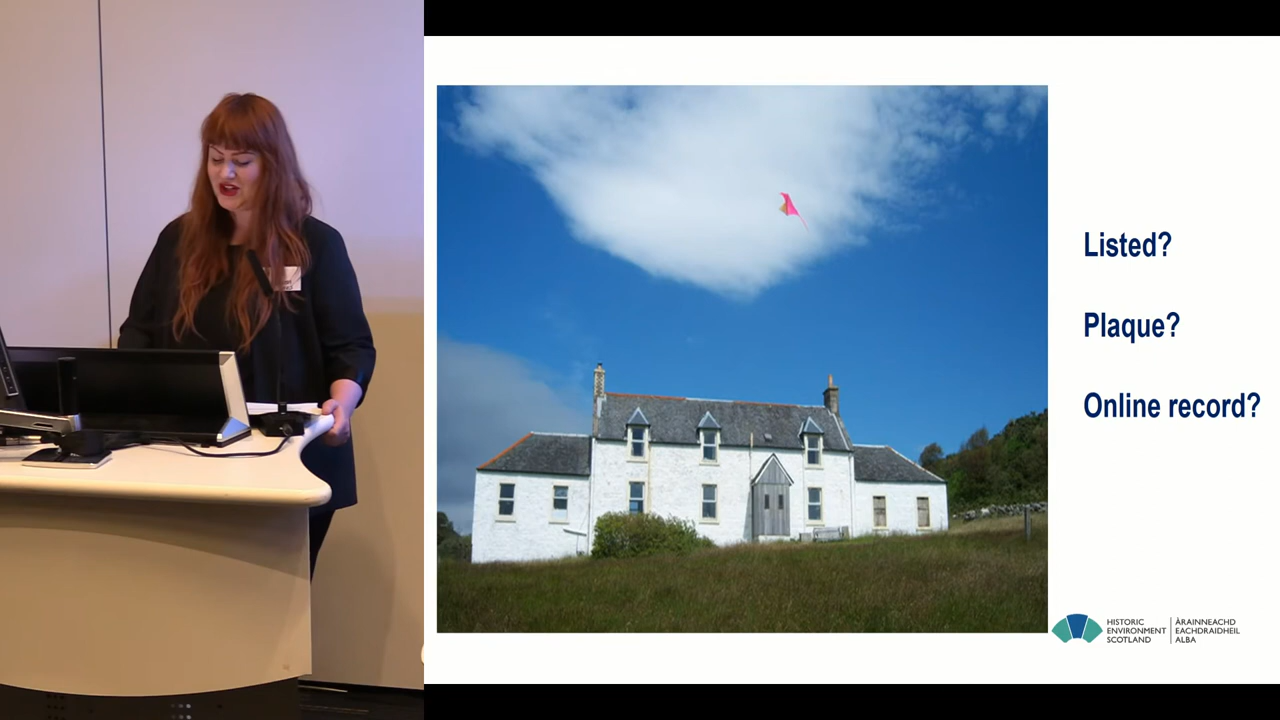 Listed?
Plaque?
Online record?
HISTORIC
ENVIRONMENT
SCOTLAND
ÀRAINNEACHD
EACHDRAIDHEIL
ALBA